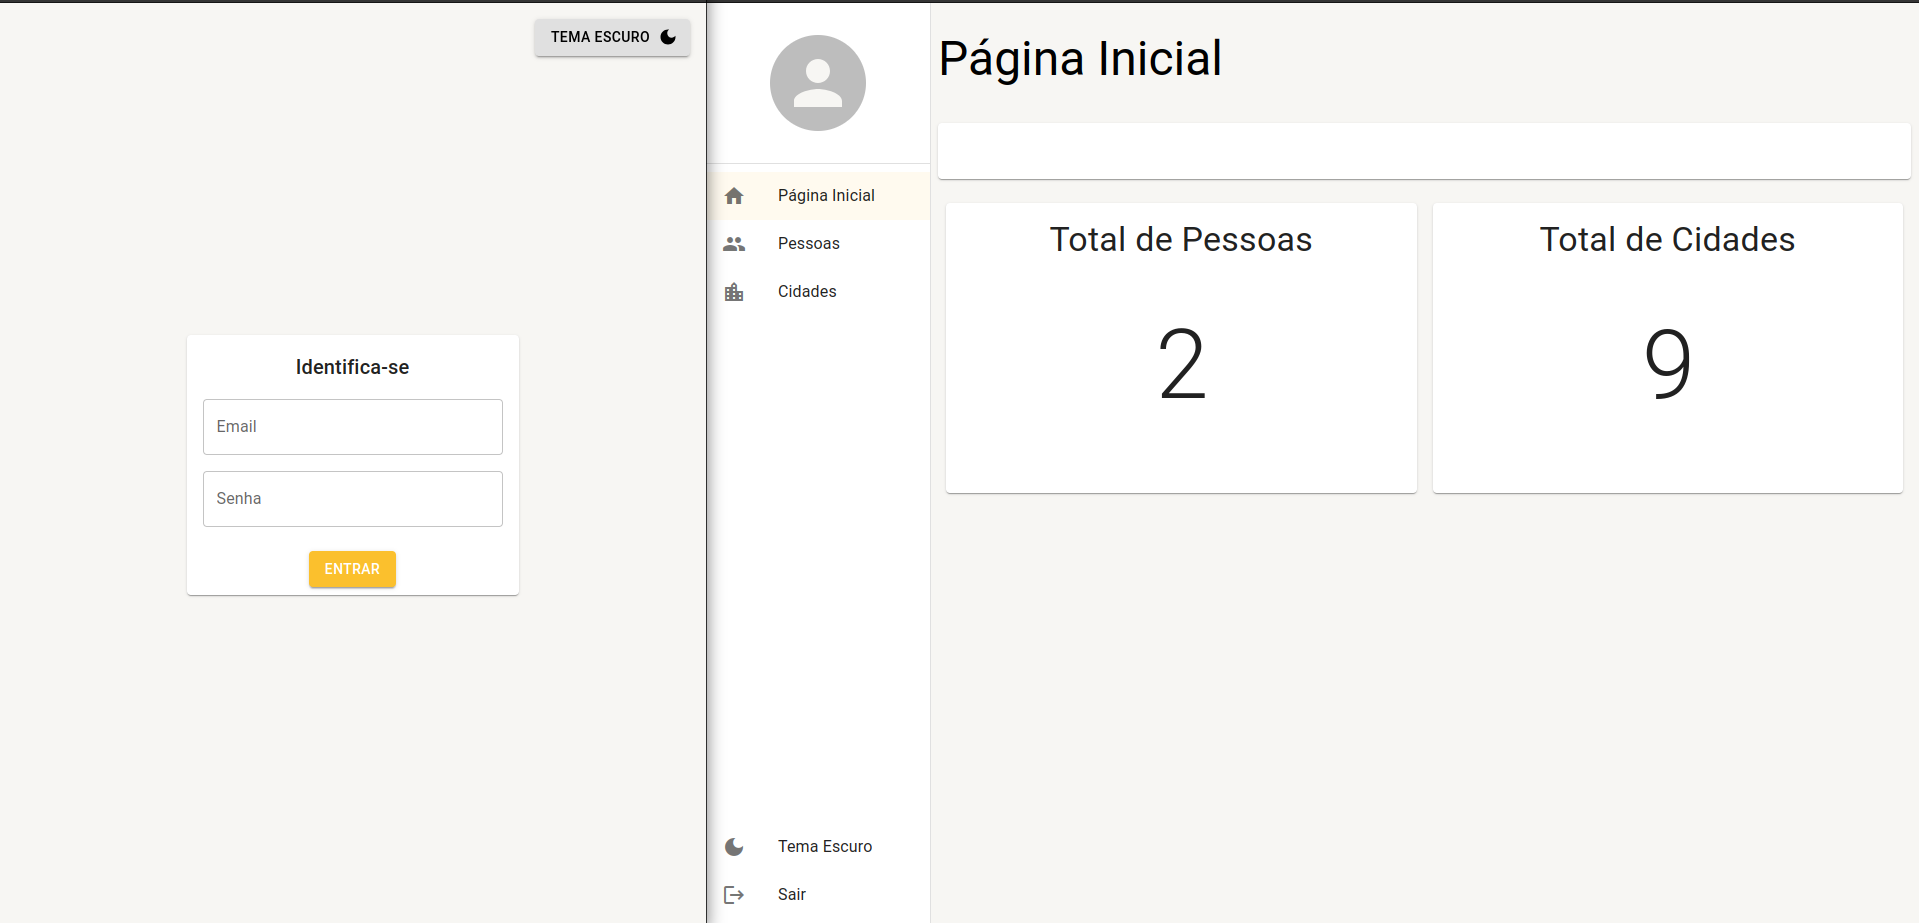 TEMA ESCURO
Identifica-se
Email
Senha
ENTRAR
Página Inicial
Pessoas
Cidades
Tema Escuro
Sair
Página Inicial
Total de Pessoas
2
Total de Cidades
9